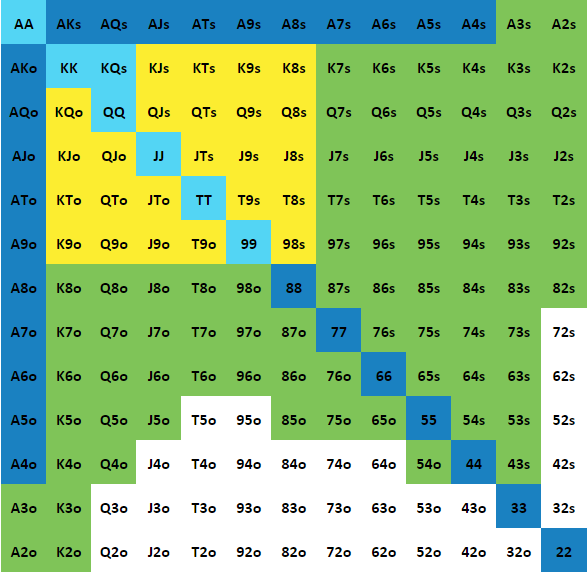 AA AKs AQs AJs ATs A9s A8s A7s A6s A5s A4s A3s A2s
AKo KK KQs KJs KTs K9s K8s K7s K6s K5s K4s K3s K2s
AQo KQo QQ QJs QTs Q9s Q8s Q7s Q6s Q5s Q4s Q3s Q2s
AJo KJo QJo JJ JTs J9s J8s J7s J6s J5s J4s J3s J2s
ATo KTo QTo JTo TT T9s T8s T7s T6s T5s T4s T3s T2s
A9o K9o Q9o J9o T9o 99 98s 97s 96s 95s 94s 93s 92s
A8o K8o Q8o J8o T8o 98o 88 87s 86s 85s 84s 83s 82s
A7o K7o Q7o J7o T7o 97o 87o 77 76s 75s 74s 73s 72s
A6o K6o Q6o J6o T6o 96o 86o 76o 66 65s 64s 63s 62s
A5o K5o Q5o J5o T5o 95o 85o 75o 65o 55 54s 53s 52s
A4o K4o Q4o J4o T4o 94o 84o 74o 64o 54o 44 43s 42s
A3o K3o Q3o J3o T3o 93o 83o 73o 63o 53o 43o 33 32s
A2o K2o Q2o J2o T2o 92o 82o 72o 62o 52o 42o 32o 22